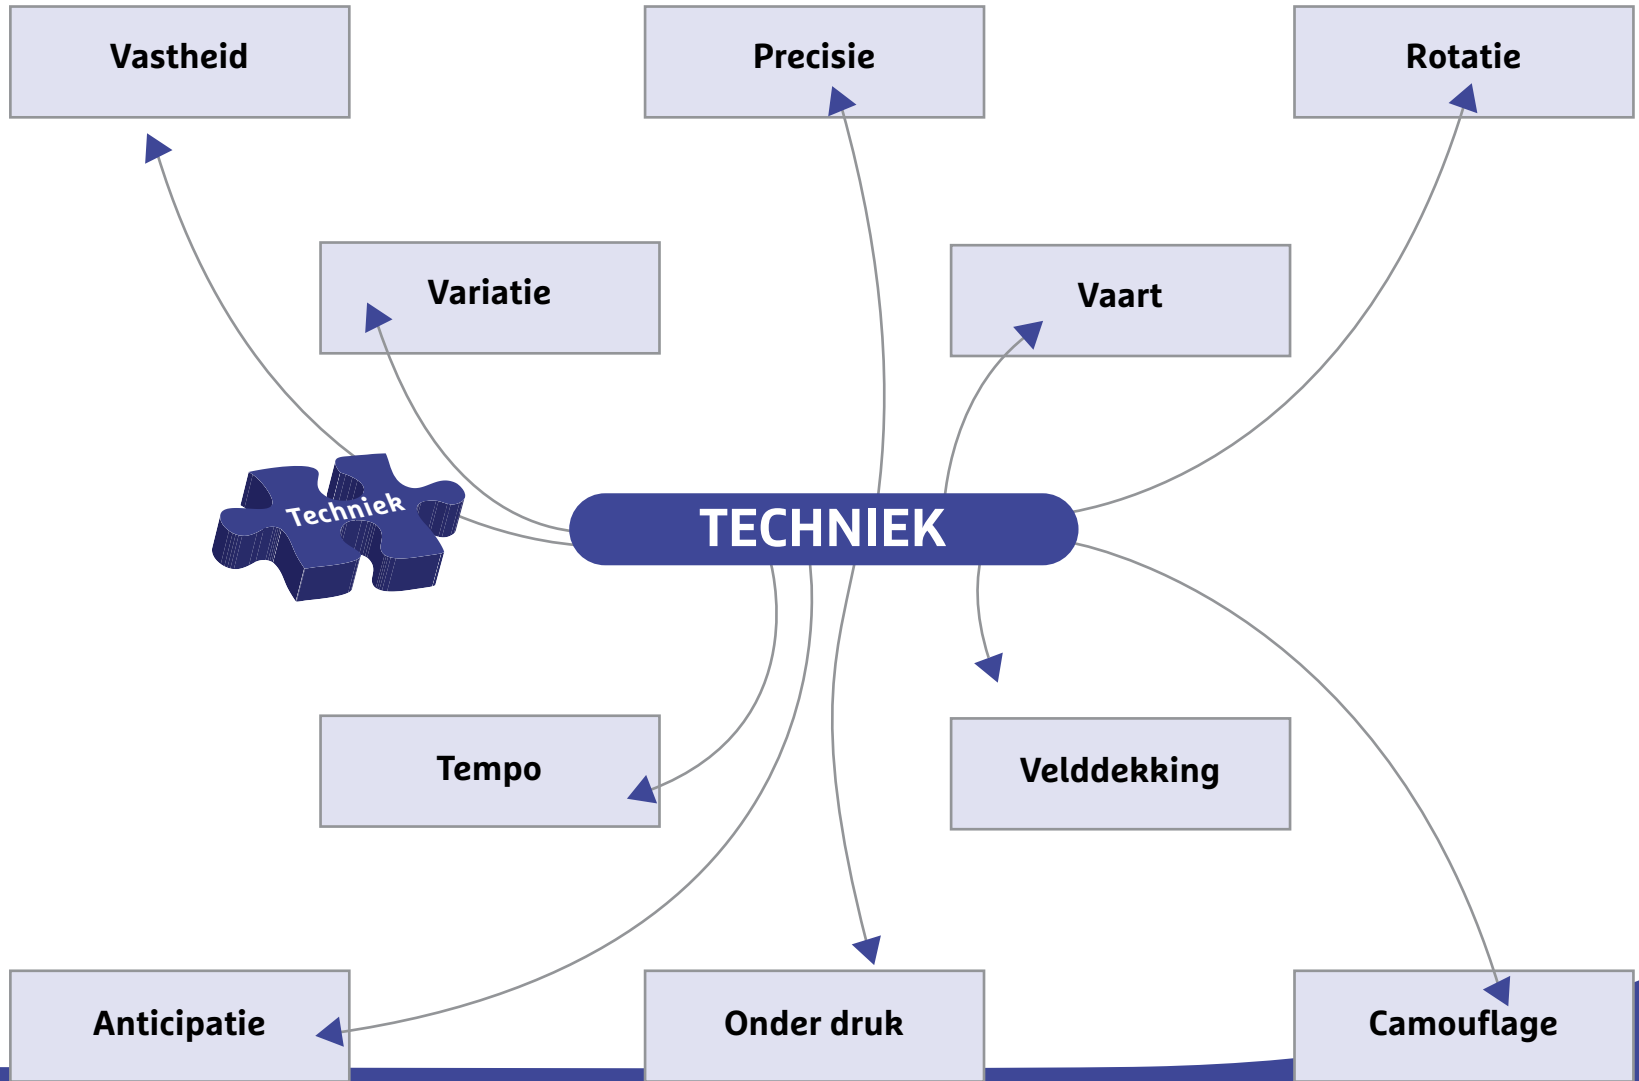 Vastheid
Precisie
Rotatie
Variatie
Vaart
Techniek
TECHNIEK
Tempo
Velddekking
Anticipatie
Onder druk
Camouflage